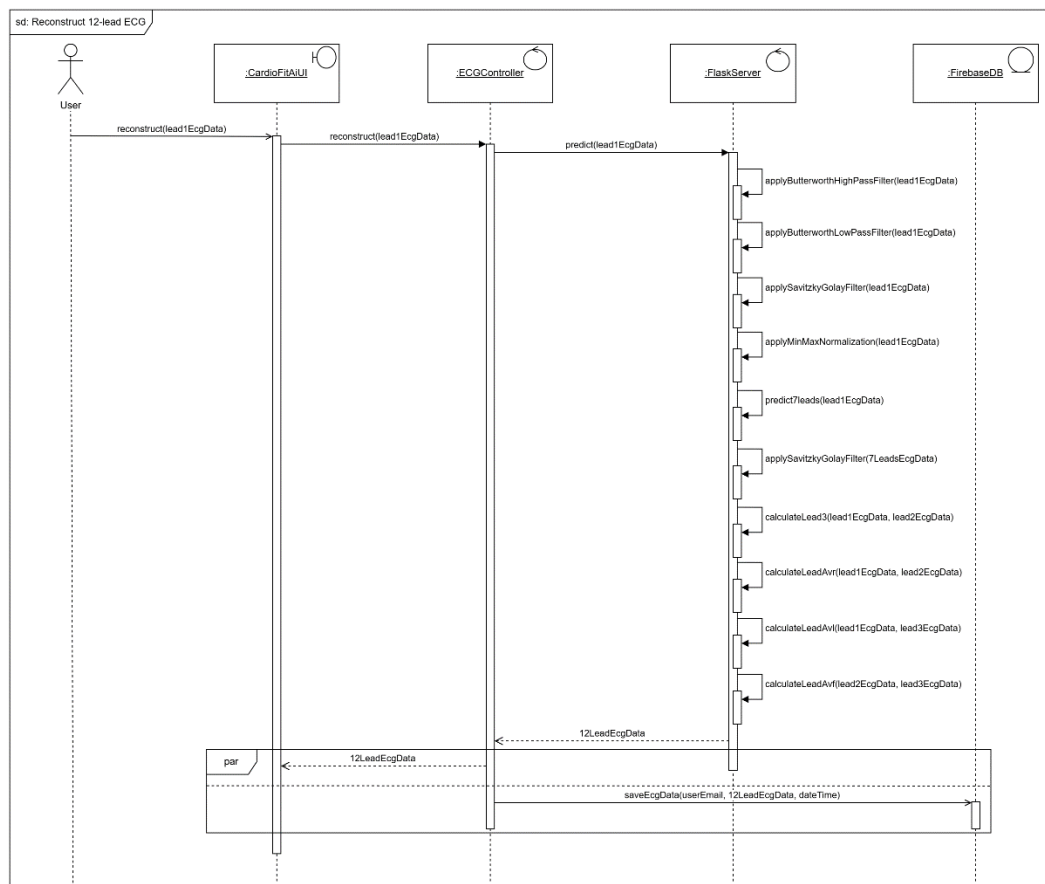 sd: Reconstruct 12-lead ECG
:CardioFitAiUI
:ECGController
:FlaskServer
:FirebaseDB
User
reconstruct(lead1EcgData)
reconstruct(lead1EcgData)
predict(lead1EcgData)
applyButterworthHighPassFilter(lead1EcgData)
applyButterworthLowPassFilter(lead1EcgData)
applySavitzkyGolayFilter(lead1EcgData)
applyMinMaxNormalization(lead1EcgData)
predict7leads(lead1EcgData)
applySavitzkyGolayFilter(7LeadsEcgData)
calculateLead3(lead1EcgData, lead2EcgData)
calculateLeadAvr(lead1EcgData, lead2EcgData)
calculateLeadAvl(lead1EcgData, lead3EcgData)
calculateLeadAvf(lead2EcgData, lead3EcgData)
12LeadEcgData
par
12LeadEcgData
saveEcgData(userEmail, 12LeadEcgData, dateTime)